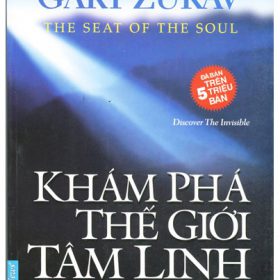 GARY ZUKAV
THE SEAT OF THE SOUL
ĐÃ BÁN
TRÊN
5 TRIỆU
BẢN
Discover The Invisible
KHÁM PHÁ
THẾ GIỚI
TÂM LINH